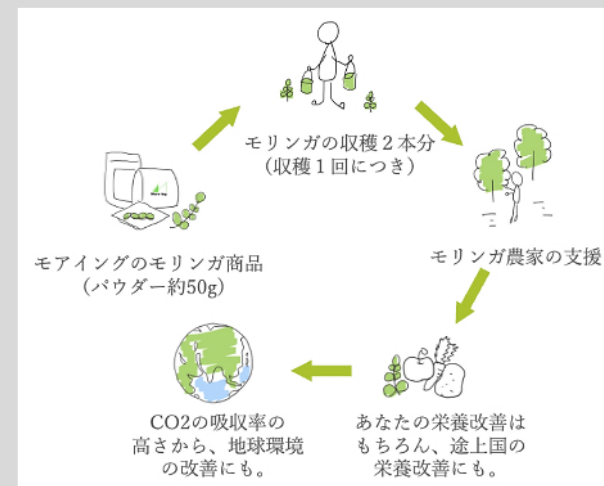 モリンガの収穫２本分
（収穫１回につき）
モアイングのモリンガ商品
（パウダー約50g）
モリンガ農家の支援
CO2の吸収率の
高さから、地球環境
の改善にも。
あなたの栄養改善は
もちろん、途上国の
栄養改善にも。